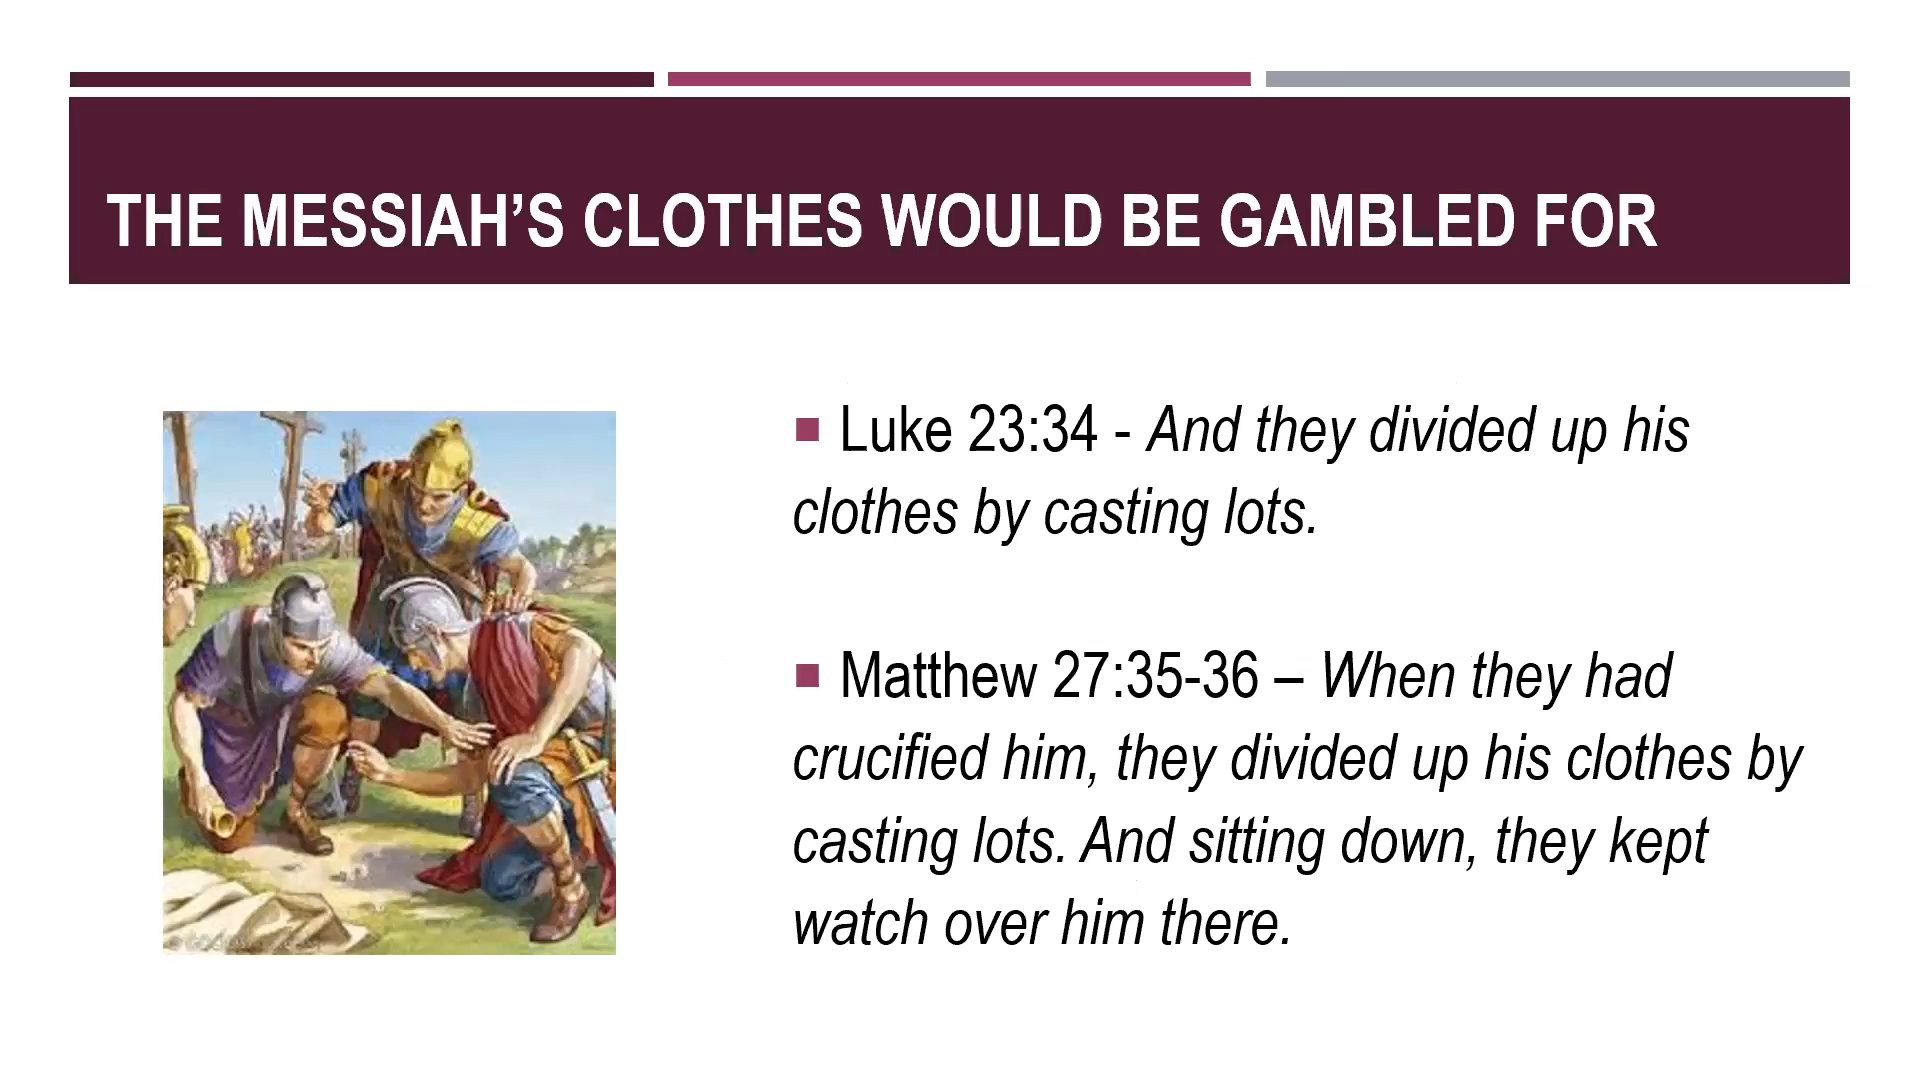 THE MESSIAH’S CLOTHES WOULD BE GAMBLED FOR
Luke 23:34 - And they divided up his
clothes by casting lots.
Matthew 27:35-36 – When they had
crucified him, they divided up his clothes by
casting lots. And sitting down, they kept
watch over him there.